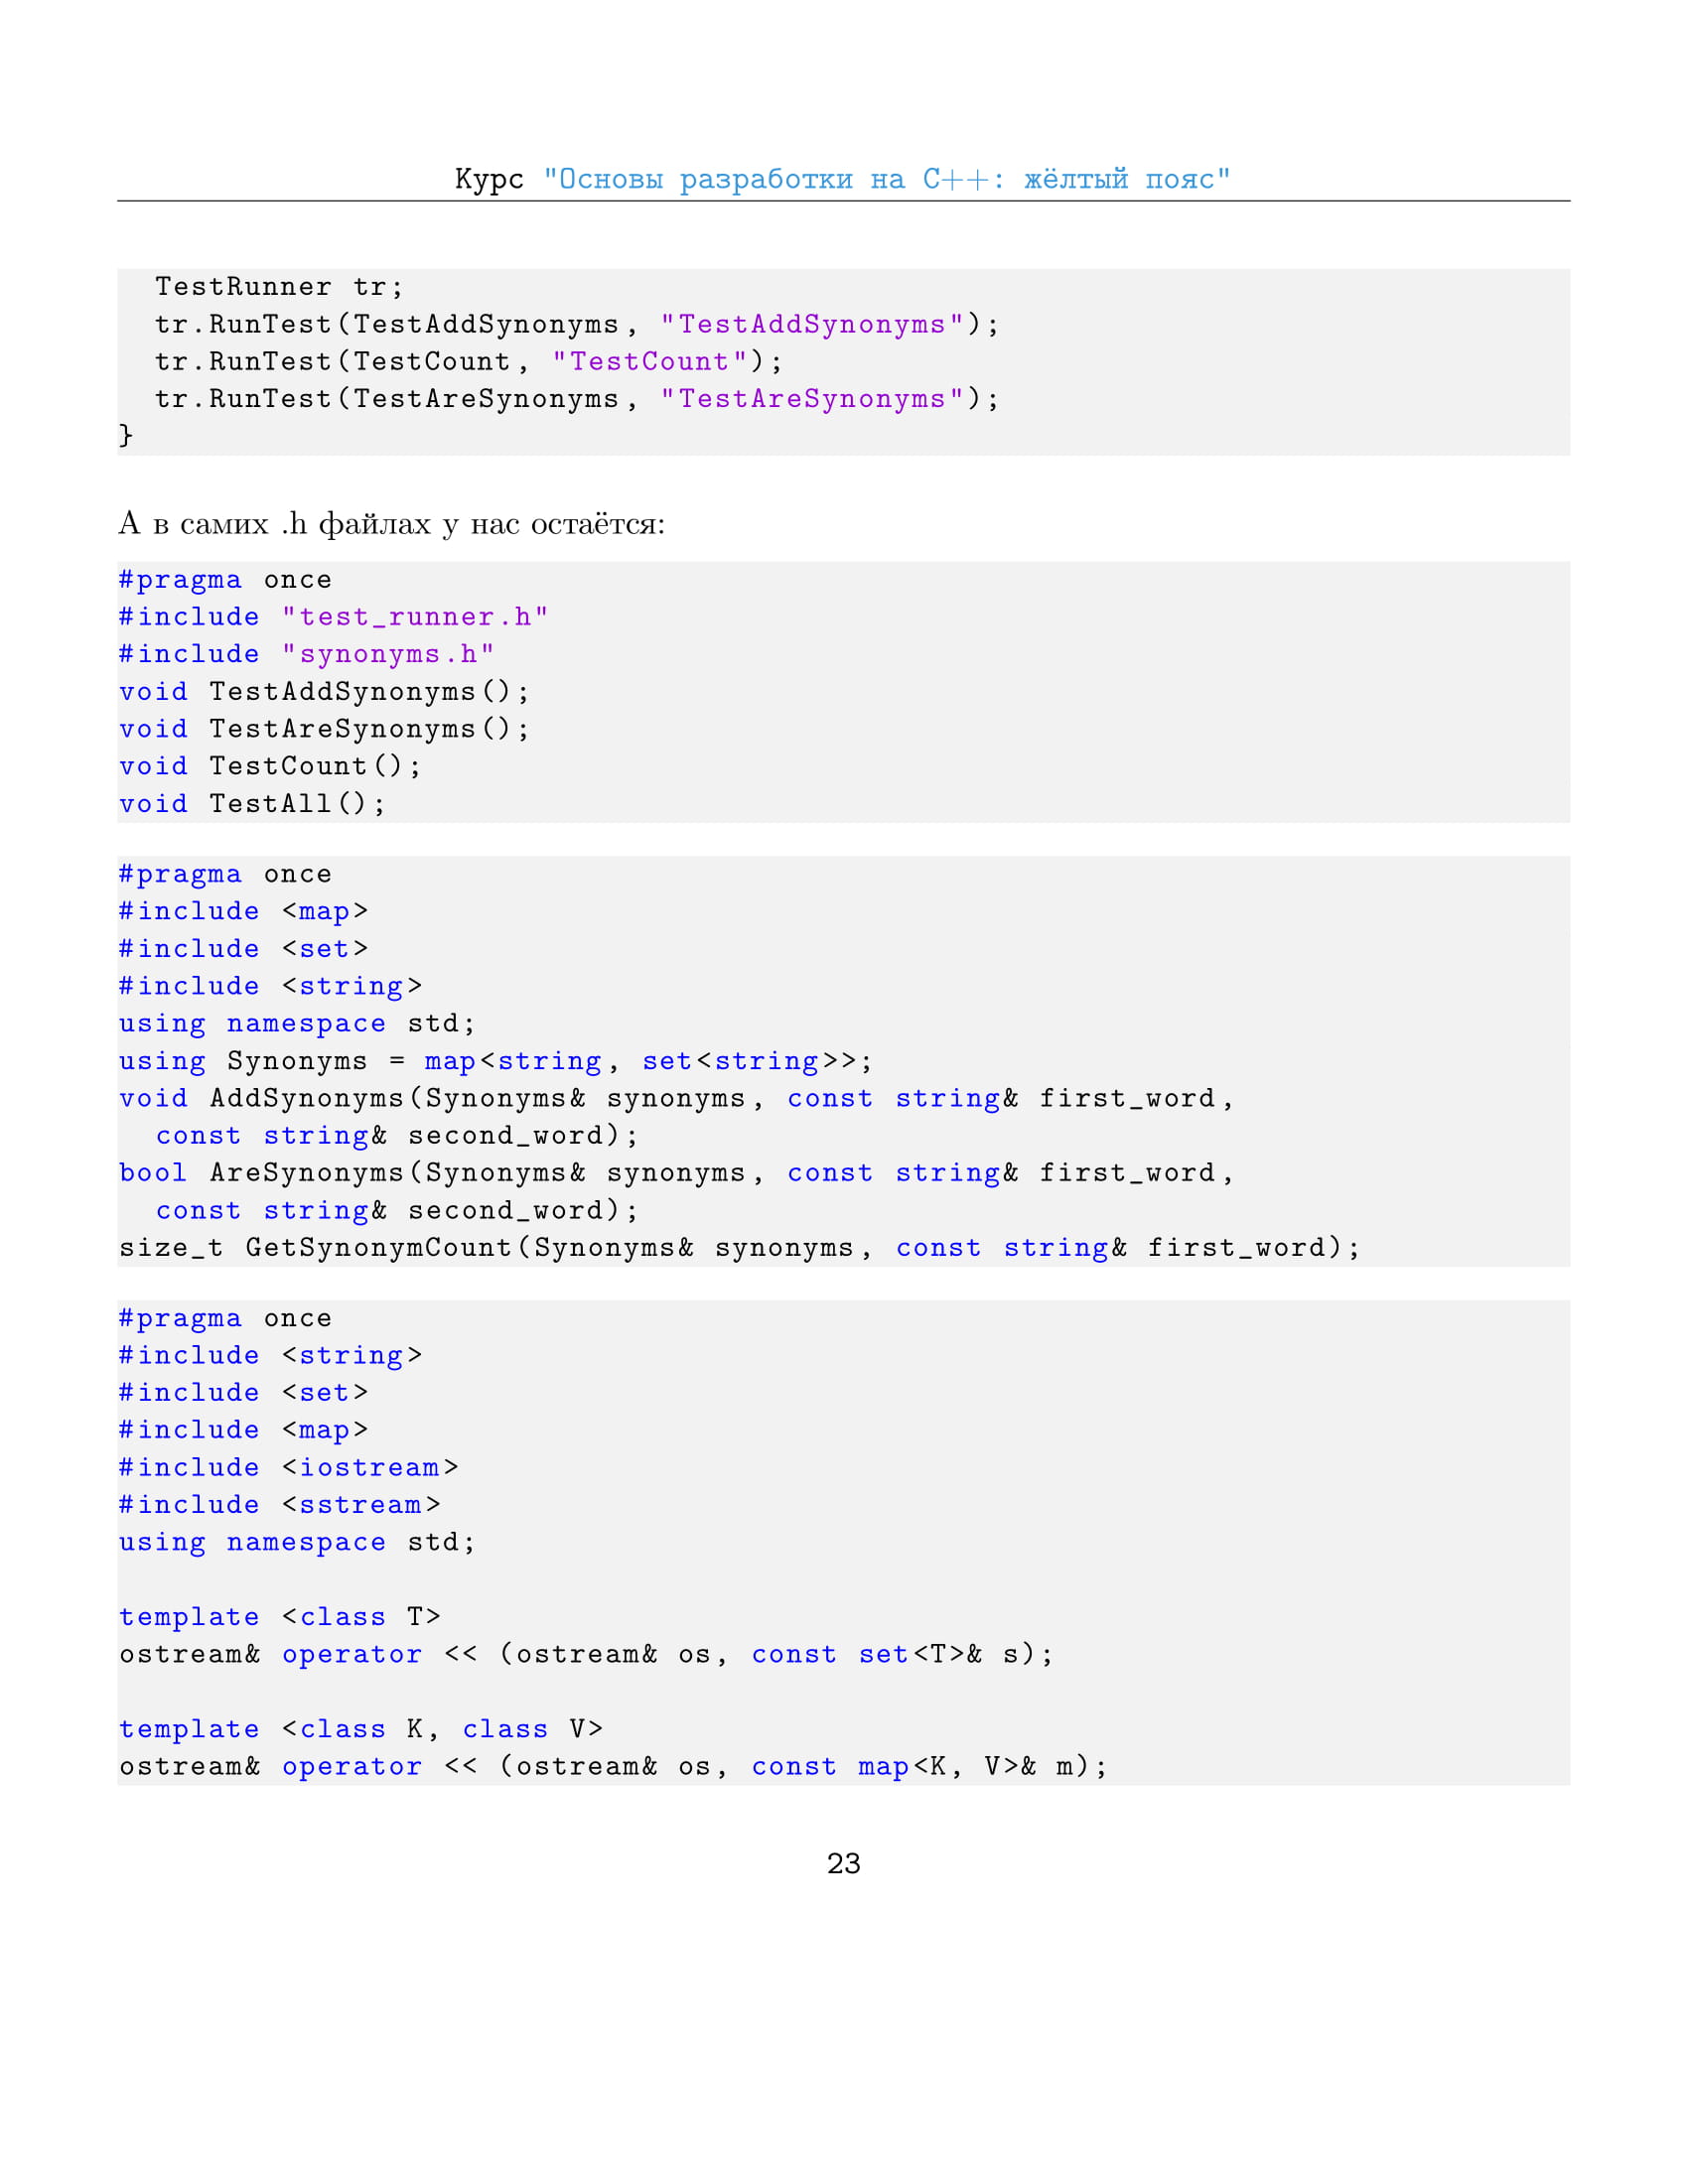 Курс "Основы разработки на C++: жёлтый пояс"
  TestRunner tr;
  tr.RunTest(TestAddSynonyms, "TestAddSynonyms");
  tr.RunTest(TestCount, "TestCount");
  tr.RunTest(TestAreSynonyms, "TestAreSynonyms");
}
А в самих .h файлах у нас остаётся:
#pragma once
#include "test_runner.h"
#include "synonyms.h"
void TestAddSynonyms();
void TestAreSynonyms();
void TestCount();
void TestAll();
#pragma once
#include <map>
#include <set>
#include <string>
using namespace std;
using Synonyms = map<string, set<string>>;
void AddSynonyms(Synonyms& synonyms, const string& first_word,
  const string& second_word);
bool AreSynonyms(Synonyms& synonyms, const string& first_word,
  const string& second_word);
size_t GetSynonymCount(Synonyms& synonyms, const string& first_word);
#pragma once
#include <string>
#include <set>
#include <map>
#include <iostream>
#include <sstream>
using namespace std;
template <class T>
ostream& operator << (ostream& os, const set<T>& s);
template <class K, class V>
ostream& operator << (ostream& os, const map<K, V>& m);
23